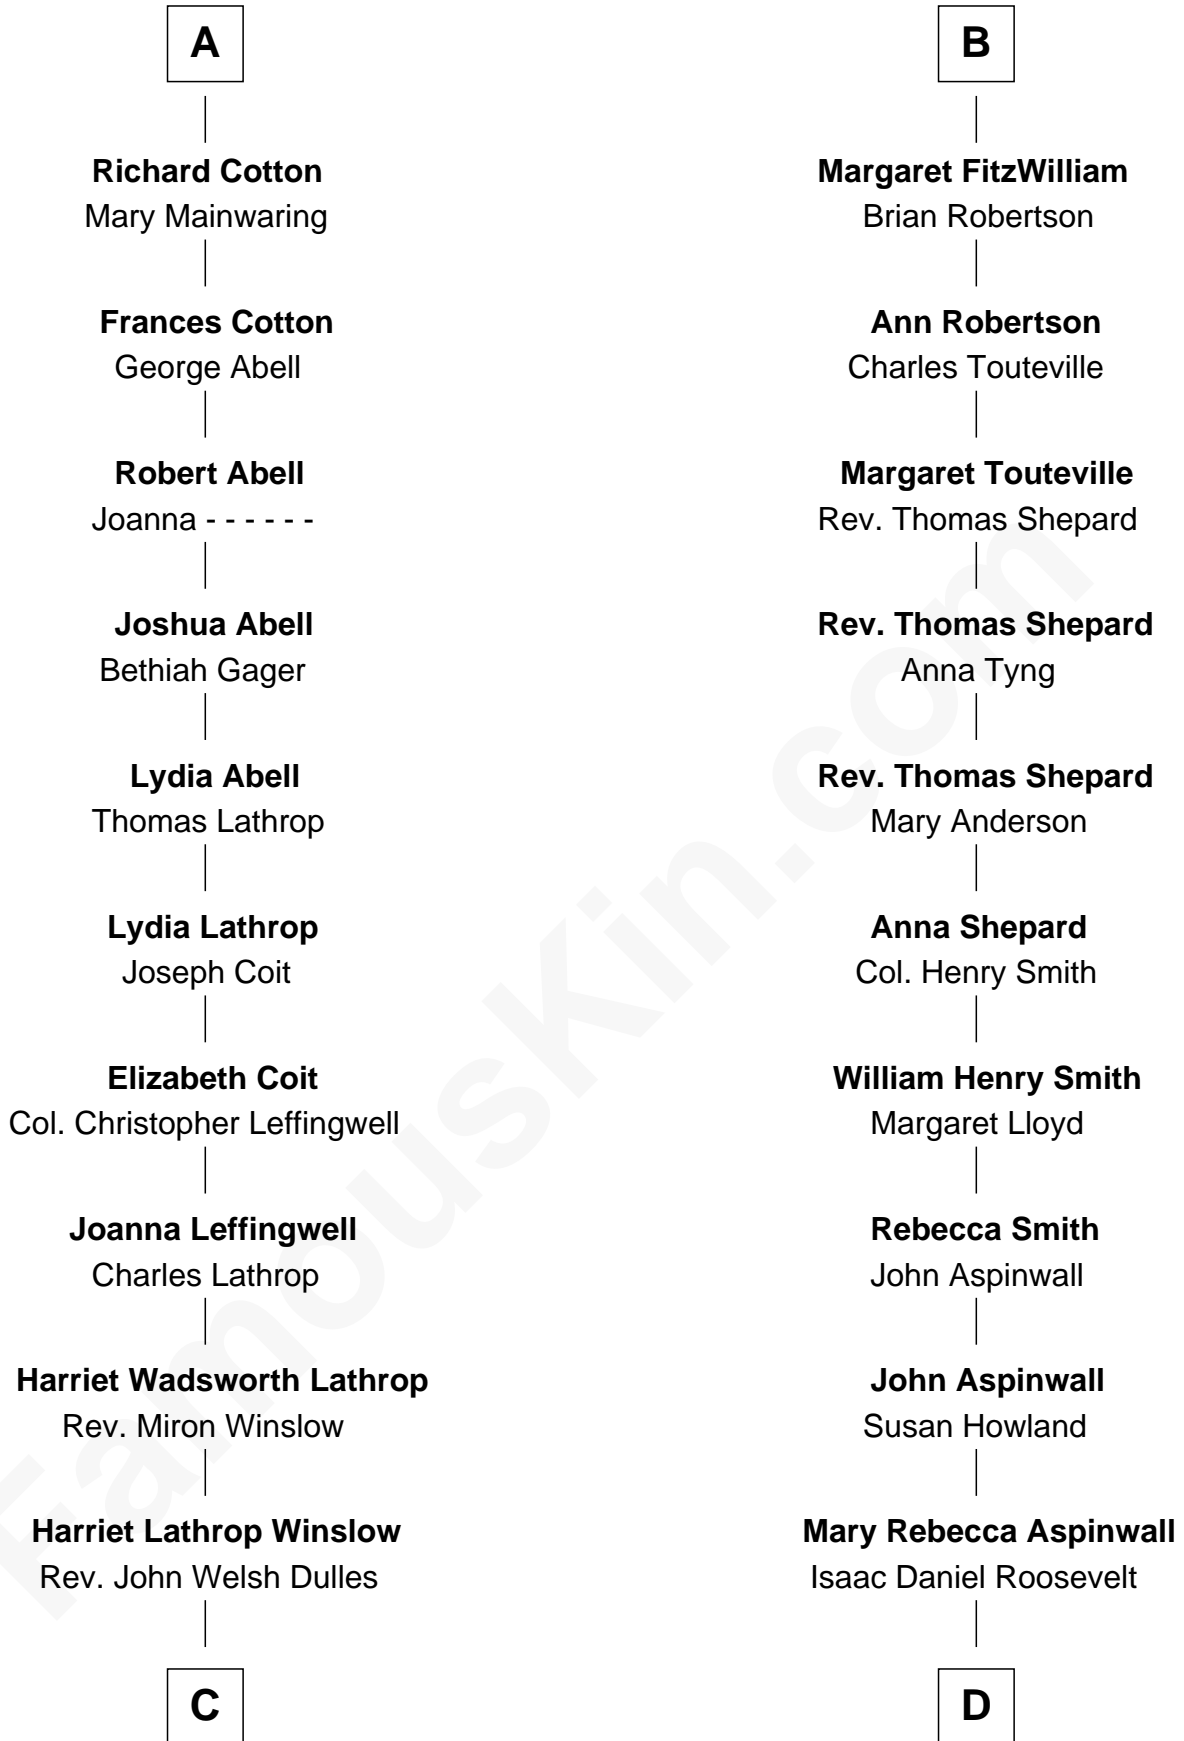 A
Richard Cotton
Mary Mainwaring
Frances Cotton
George Abell
Robert Abell
Joanna - - - - - -
Joshua Abell
Bethiah Gager
Lydia Abell
Thomas Lathrop
Lydia Lathrop
Joseph Coit
Elizabeth Coit
Col. Christopher Leffingwell
Joanna Leffingwell
Charles Lathrop
Harriet Wadsworth Lathrop
Rev. Miron Winslow
Harriet Lathrop Winslow
Rev. John Welsh Dulles
C
B
Margaret FitzWilliam
Brian Robertson
Ann Robertson
Charles Touteville
Margaret Touteville
Rev. Thomas Shepard
Rev. Thomas Shepard
Anna Tyng
Rev. Thomas Shepard
Mary Anderson
Anna Shepard
Col. Henry Smith
William Henry Smith
Margaret Lloyd
Rebecca Smith
John Aspinwall
John Aspinwall
Susan Howland
Mary Rebecca Aspinwall
Isaac Daniel Roosevelt
D
FamousKin.com